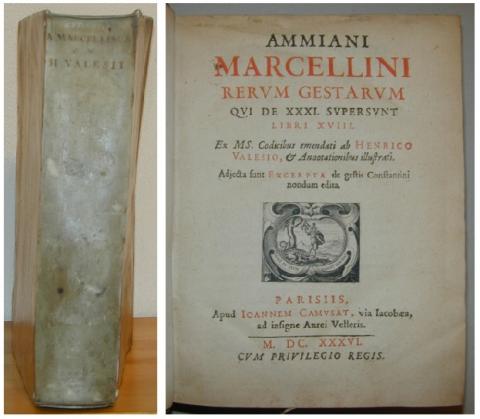 A MARCELLINI
H VALESII
AMMIANI
MARCELLINI
RERVM GESTARVM
QVI DE XXXI. SVPERSVNT
LIBRI XVIII.
Ex MS. Codicibus emendati ab HENRICO
VALESIO, & Annotationibus illustrati.
Adjecta sunt EXCERPTA de gestis Constantini
nondum edita.
PARISIIS,
Apud IOANNEM CAMVSAT, via Iacobæa,
ad insigne Aurei Velleris.
M. DC. XXXVI.
CVM PRIVILEGIO REGIS.